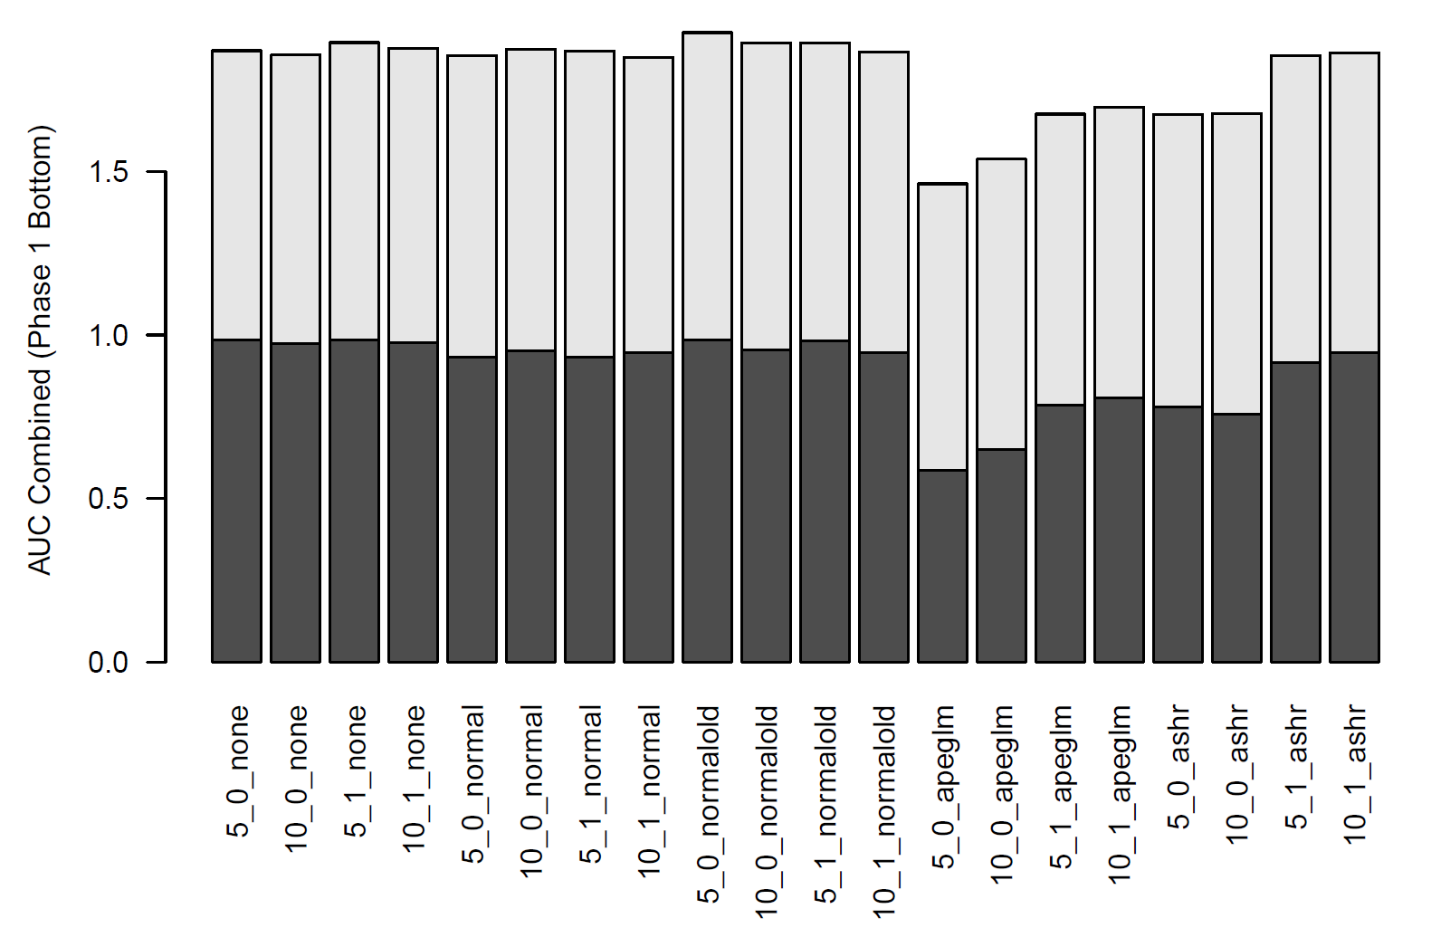 AUC Combined (Phase 1 Bottom)
1.5
1.0
0.5
0.0
5_0_none
10_0_none
5_1_none
10_1_none
5_0_normal
10_0_normal
5_1_normal
10_1_normal
5_0_normalold
10_0_normalold
5_1_normalold
10_1_normalold
5_0_apeglm
10_0_apeglm
5_1_apeglm
10_1_apeglm
5_0_ashr
10_0_ashr
5_1_ashr
10_1_ashr